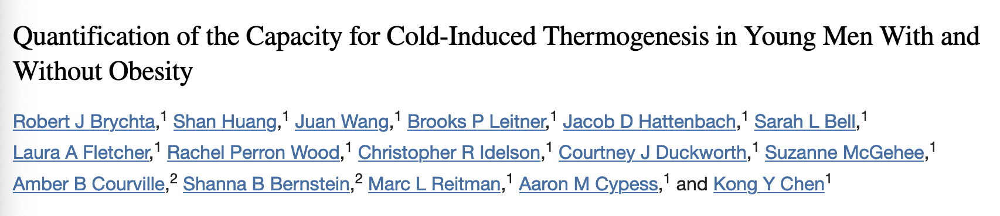 Quantification of the Capacity for Cold-Induced Thermogenesis in Young Men With and
Without Obesity
Robert J Brychta,1 Shan Huang,1 Juan Wang,1 Brooks P Leitner,1 Jacob D Hattenbach,1 Sarah L Bell,1
Laura A Fletcher,1 Rachel Perron Wood,1 Christopher R Idelson,1 Courtney J Duckworth,1 Suzanne McGehee,1
Amber B Courville,2 Shanna B Bernstein,2 Marc L Reitman,1 Aaron M Cypess,1 and Kong Y Chen1